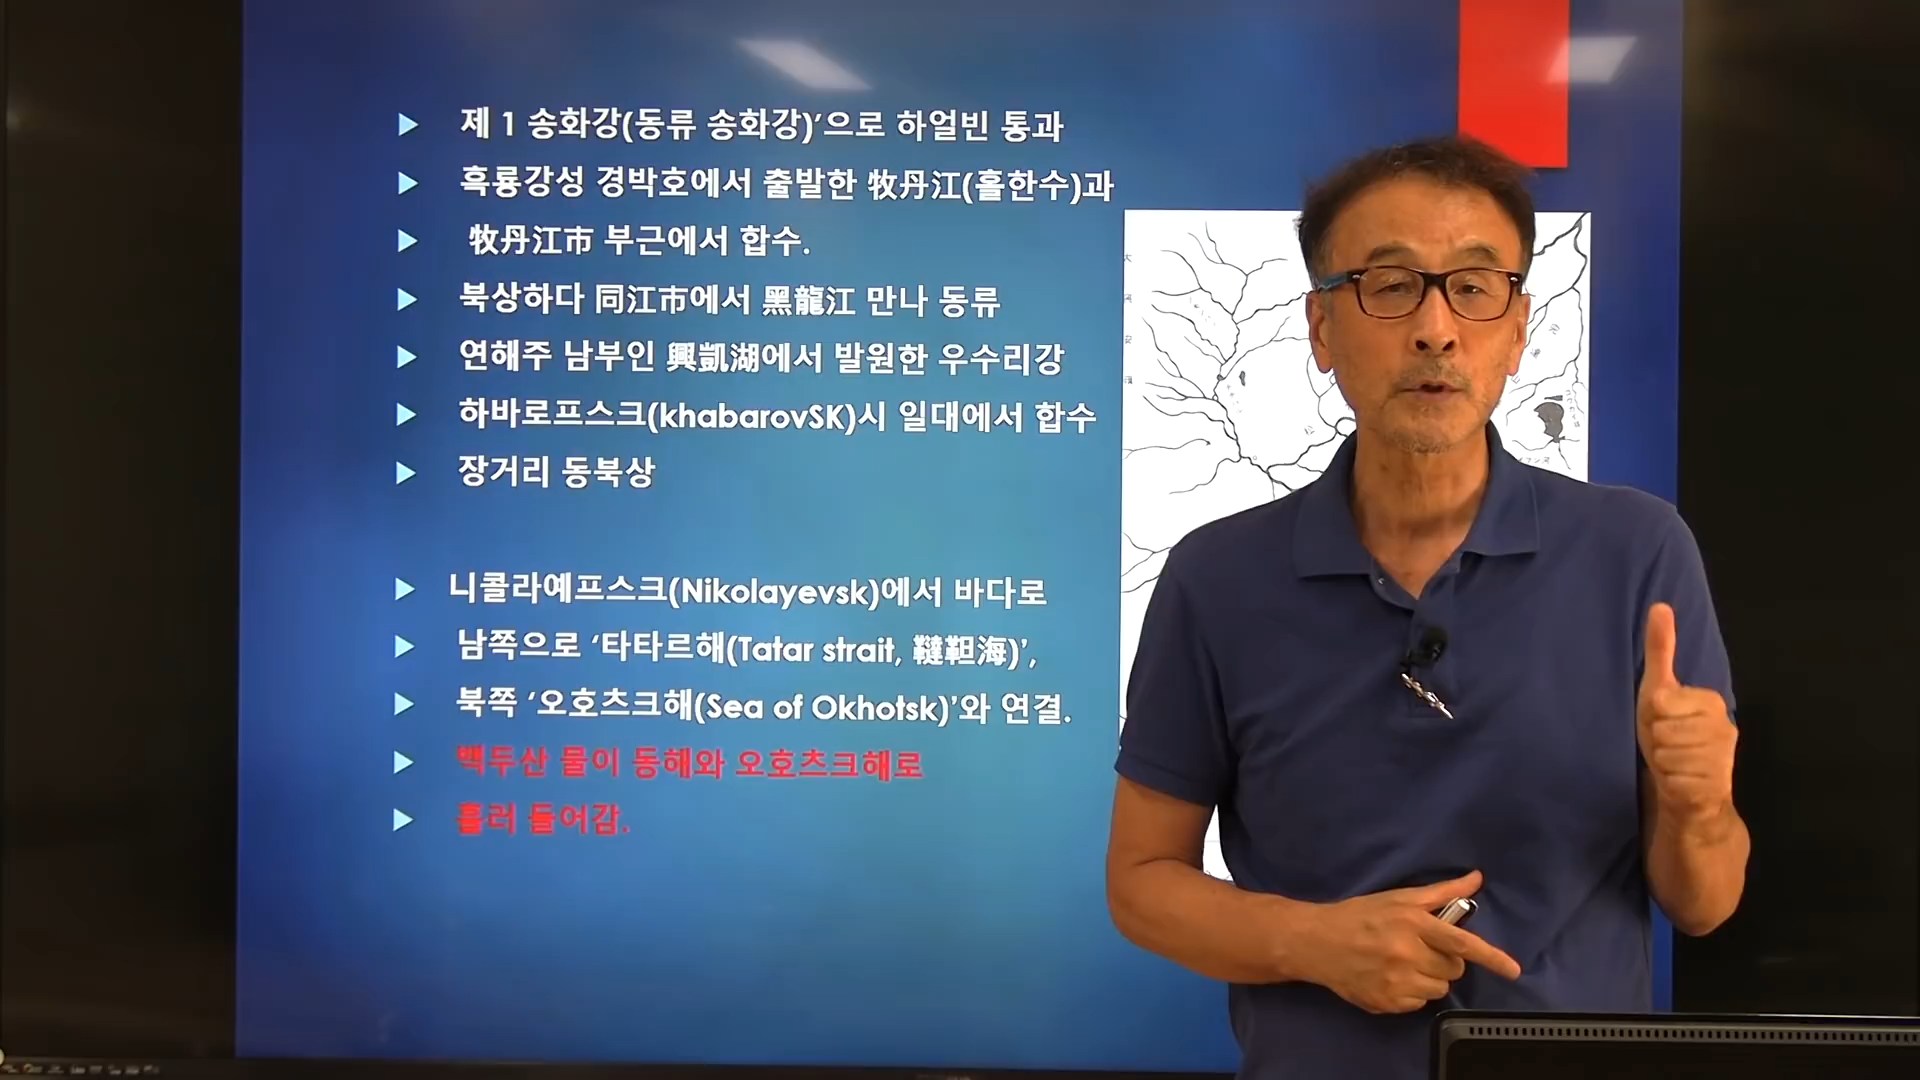 제 1 송화강(동류 송화강)’으로 하얼빈 통과
흑룡강성 경박호에서 출발한 牧丹江(홀한수)과
牧丹江市 부근에서 합수.
북상하다 同江市에서 黑龍江 만나 동류
연해주 남부인 興凱湖에서 발원한 우수리강
하바로프스크(khabarovSK)시 일대에서 합수
장거리 동북상
니콜라예프스크(Nikolayevsk)에서 바다로
남쪽으로 ‘타타르해(Tatar strait, 韃靼海)’,
북쪽 ‘오호츠크해(Sea of Okhotsk)’와 연결.
백두산 물이 동해와 오호츠크해로
흘러 들어감.